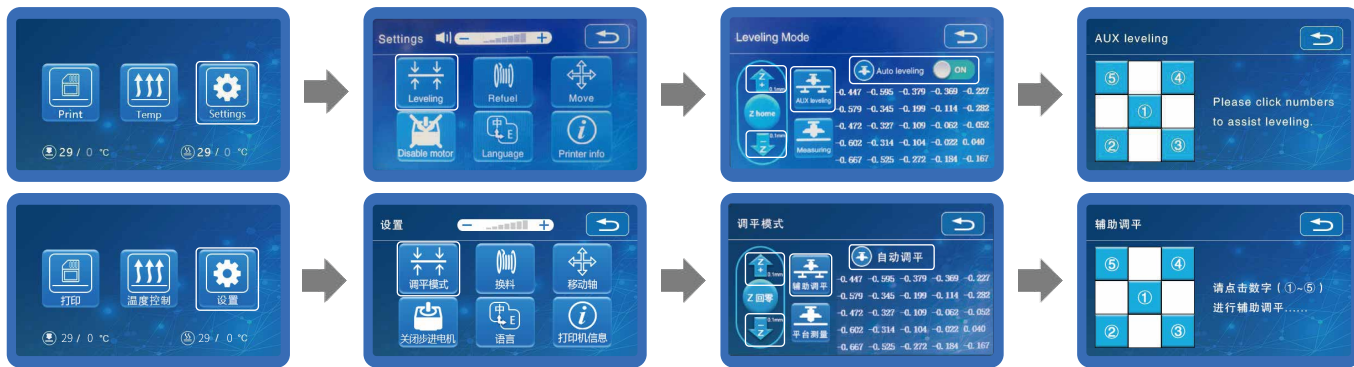 Print
Temp
Settings
29 / 0 °C
29 / 0 °C
Settings
Leveling
Refuel
Move
Disable motor
Language
Printer info
中
E
Leveling Mode
Z
+
0.1mm
Z home
0.1mm
Z
AUX leveling
Measuring
Auto leveling
ON
-0.447 -0.595 -0.379 -0.369 -0.227
-0.579 -0.345 -0.199 -0.114 -0.282
-0.472 -0.327 -0.109 -0.062 -0.052
-0.602 -0.314 -0.104 -0.022 0.040
-0.667 -0.525 -0.272 -0.184 -0.167
AUX leveling
⑤ ④
①
② ③
Please click numbers
to assist leveling.
打印
温度控制
设置
29 / 0 °C
29 / 0 °C
设置
调平模式
换料
移动轴
关闭步进电机
语言
打印机信息
中
E
调平模式
Z
+
0.1mm
Z 回零
0.1mm
Z
辅助调平
平台测量
自动调平
-0.447 -0.595 -0.379 -0.369 -0.227
-0.579 -0.345 -0.199 -0.114 -0.282
-0.472 -0.327 -0.109 -0.062 -0.052
-0.602 -0.314 -0.104 -0.022 0.040
-0.667 -0.525 -0.272 -0.184 -0.167
辅助调平
⑤ ④
①
② ③
请点击数字(①~⑤)
进行辅助调平......